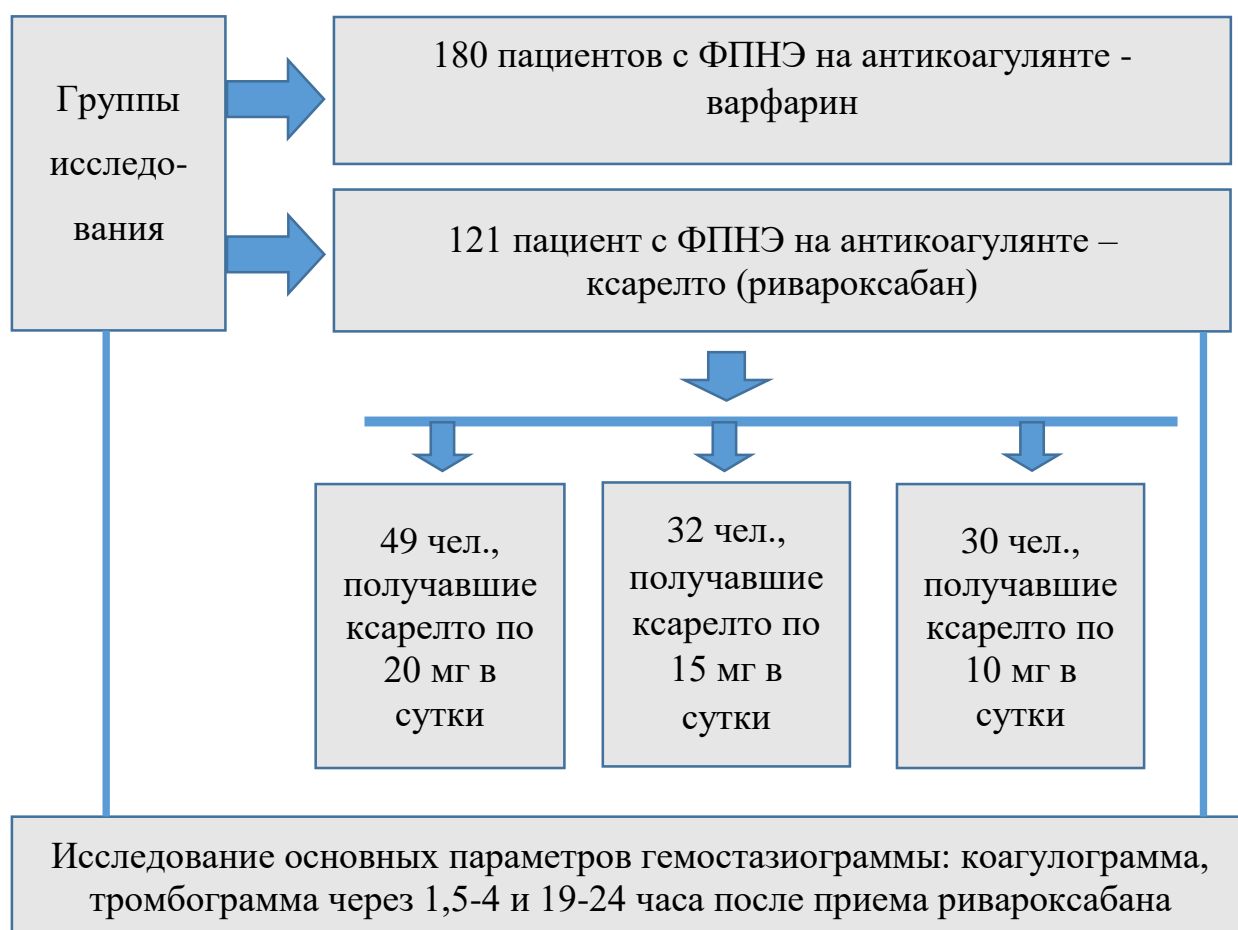 Группы
исследо-
вания
180 пациентов с ФПНЭ на антикоагулянте -
варфарин
121 пациент с ФПНЭ на антикоагулянте –
ксарелто (ривароксабан)
49 чел.,
получавшие
ксарелто по
20 мг в
сутки
32 чел.,
получавшие
ксарелто по
15 мг в
сутки
30 чел.,
получавшие
ксарелто по
10 мг в
сутки
Исследование основных параметров гемостазиограммы: коагулограмма,
тромбограмма через 1,5-4 и 19-24 часа после приема ривароксабана